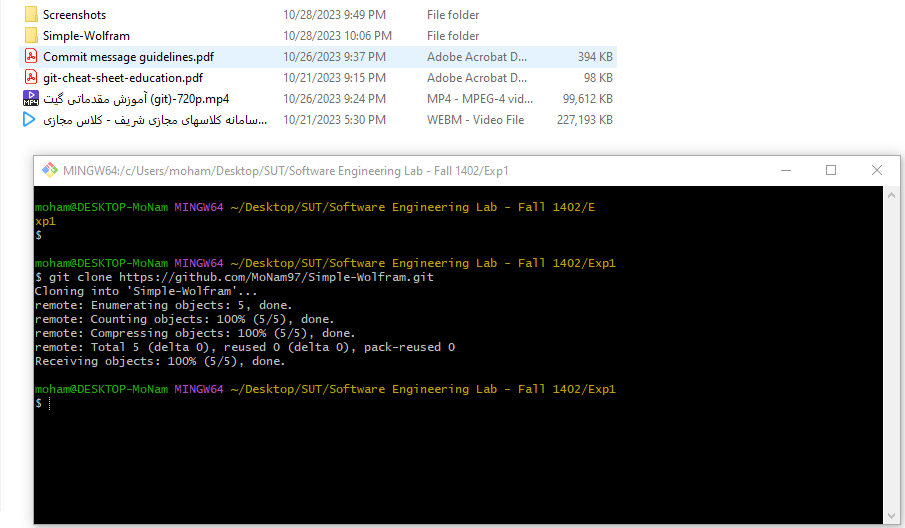 Screenshots 10/28/2023 9:49 PM File folder
Simple-Wolfram 10/28/2023 10:06 PM File folder
Commit message guidelines.pdf 10/26/2023 9:37 PM Adobe Acrobat D... 394 KB
git-cheat-sheet-education.pdf 10/21/2023 9:15 PM Adobe Acrobat D... 98 KB
MP4 آموزش مقدماتی گیت (git)-720p.mp4 10/26/2023 9:24 PM MP4 - MPEG-4 vid... 99,612 KB
سامانه کلاسهای مجازی شریف - کلاس مجازی... 10/21/2023 5:30 PM WEBM - Video File 227,193 KB
MINGW64:/c/Users/moham/Desktop/SUT/Software Engineering Lab - Fall 1402/Exp1
moham@DESKTOP-MoNam MINGW64 ~/Desktop/SUT/Software Engineering Lab - Fall 1402/E
xp1
$
moham@DESKTOP-MoNam MINGW64 ~/Desktop/SUT/Software Engineering Lab - Fall 1402/Exp1
$ git clone https://github.com/MoNam97/Simple-Wolfram.git
Cloning into 'Simple-Wolfram'...
remote: Enumerating objects: 5, done.
remote: Counting objects: 100% (5/5), done.
remote: Compressing objects: 100% (5/5), done.
remote: Total 5 (delta 0), reused 0 (delta 0), pack-reused 0
Receiving objects: 100% (5/5), done.
moham@DESKTOP-MoNam MINGW64 ~/Desktop/SUT/Software Engineering Lab - Fall 1402/Exp1
$